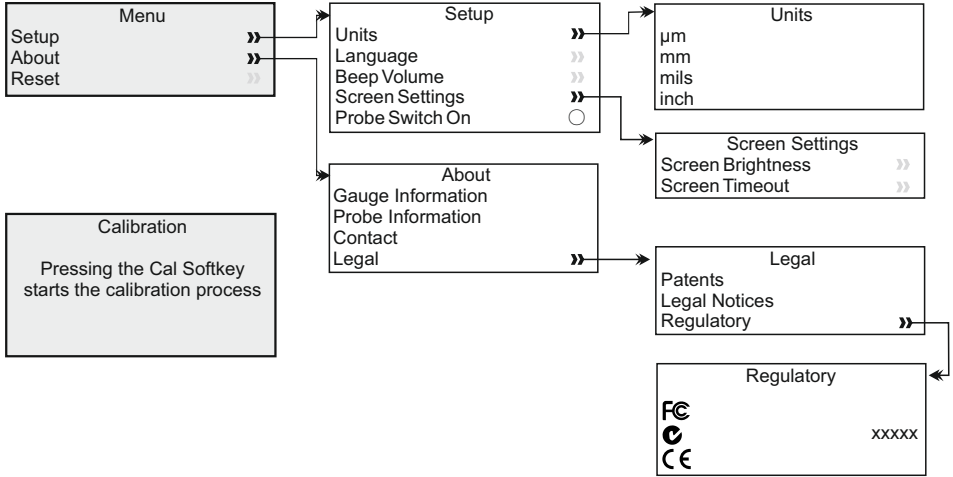 Menu
Setup
About
Reset
Setup
Units
Language
Beep Volume
Screen Settings
Probe Switch On
Units
µm
mm
mils
inch
Screen Settings
Screen Brightness
Screen Timeout
About
Gauge Information
Probe Information
Contact
Legal
Calibration
Pressing the Cal Softkey
starts the calibration process
Legal
Patents
Legal Notices
Regulatory
Regulatory
FC
xxxxx
CE